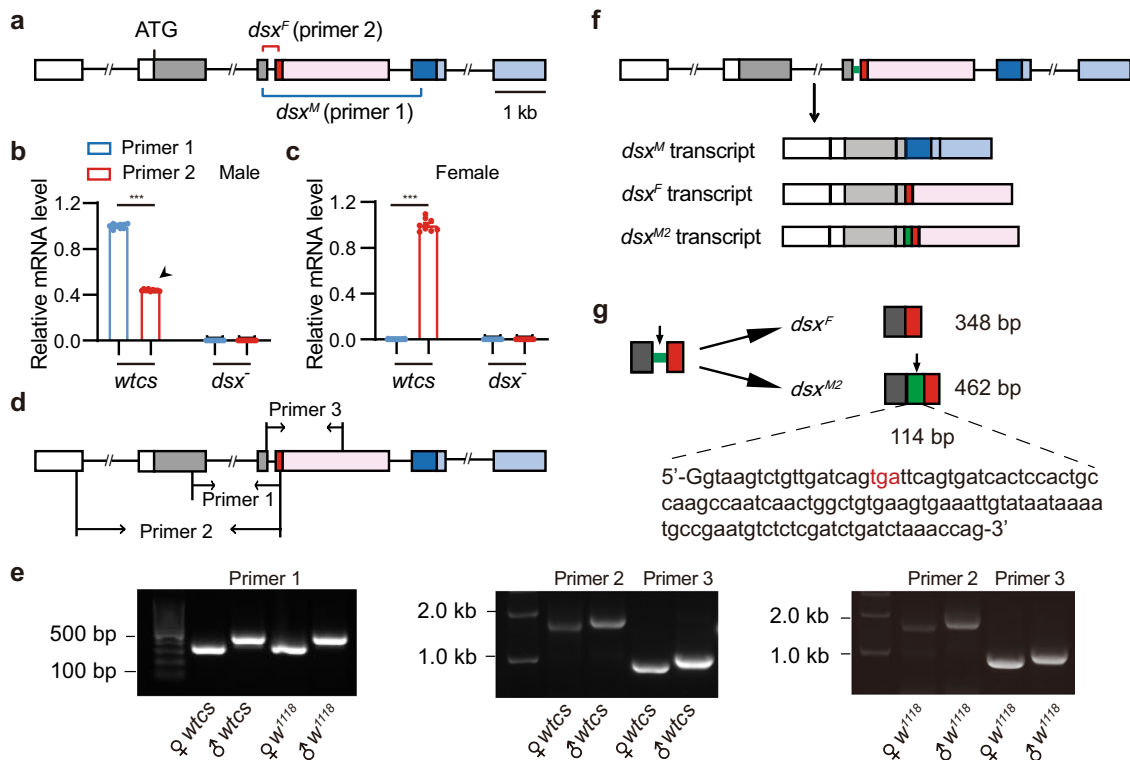 a
ATG
dsxF (primer 2)
dsxM (primer 1)
1 kb
b
Primer 1
Primer 2
Male
Relative mRNA level
1.2
0.8
0.4
0.0
***
wtcs
dsx-
c
Female
Relative mRNA level
1.2
0.8
0.4
0.0
***
wtcs
dsx-
d
Primer 3
Primer 1
Primer 2
e
Primer 1
500 bp
100 bp
♀ wtcs
♂ wtcs
♀ w1118
♂ w1118
Primer 2 Primer 3
2.0 kb
1.0 kb
♀ wtcs
♂ wtcs
♀ wtcs
♂ wtcs
Primer 2 Primer 3
2.0 kb
1.0 kb
♀ w1118
♂ w1118
♀ w1118
♂ w1118
f
dsxM transcript
dsxF transcript
dsxM2 transcript
g
dsxF
348 bp
dsxM2
462 bp
114 bp
5’-Ggtaagtctgttgatcagtgattcagtgatcactccactgc
caagccaatcaactggctgtgaagtgaaattgtataataaaa
tgccgaatgtctctcgatctgatctaaaccag-3’